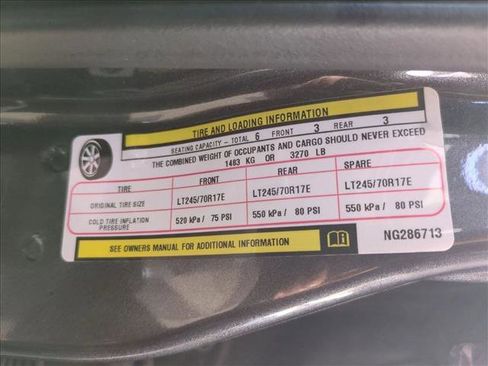 TIRE AND LOADING INFORMATION
SEATING CAPACITY - TOTAL 6 FRONT 3 REAR 3
THE COMBINED WEIGHT OF OCCUPANTS AND CARGO SHOULD NEVER EXCEED
1483 KG OR 3270 LB
TIRE FRONT REAR SPARE
ORIGINAL TIRE SIZE LT245/70R17E LT245/70R17E LT245/70R17E
COLD TIRE INFLATION PRESSURE 520 kPa / 75 PSI 550 kPa / 80 PSI 550 kPa / 80 PSI
SEE OWNERS MANUAL FOR ADDITIONAL INFORMATION
NG286713